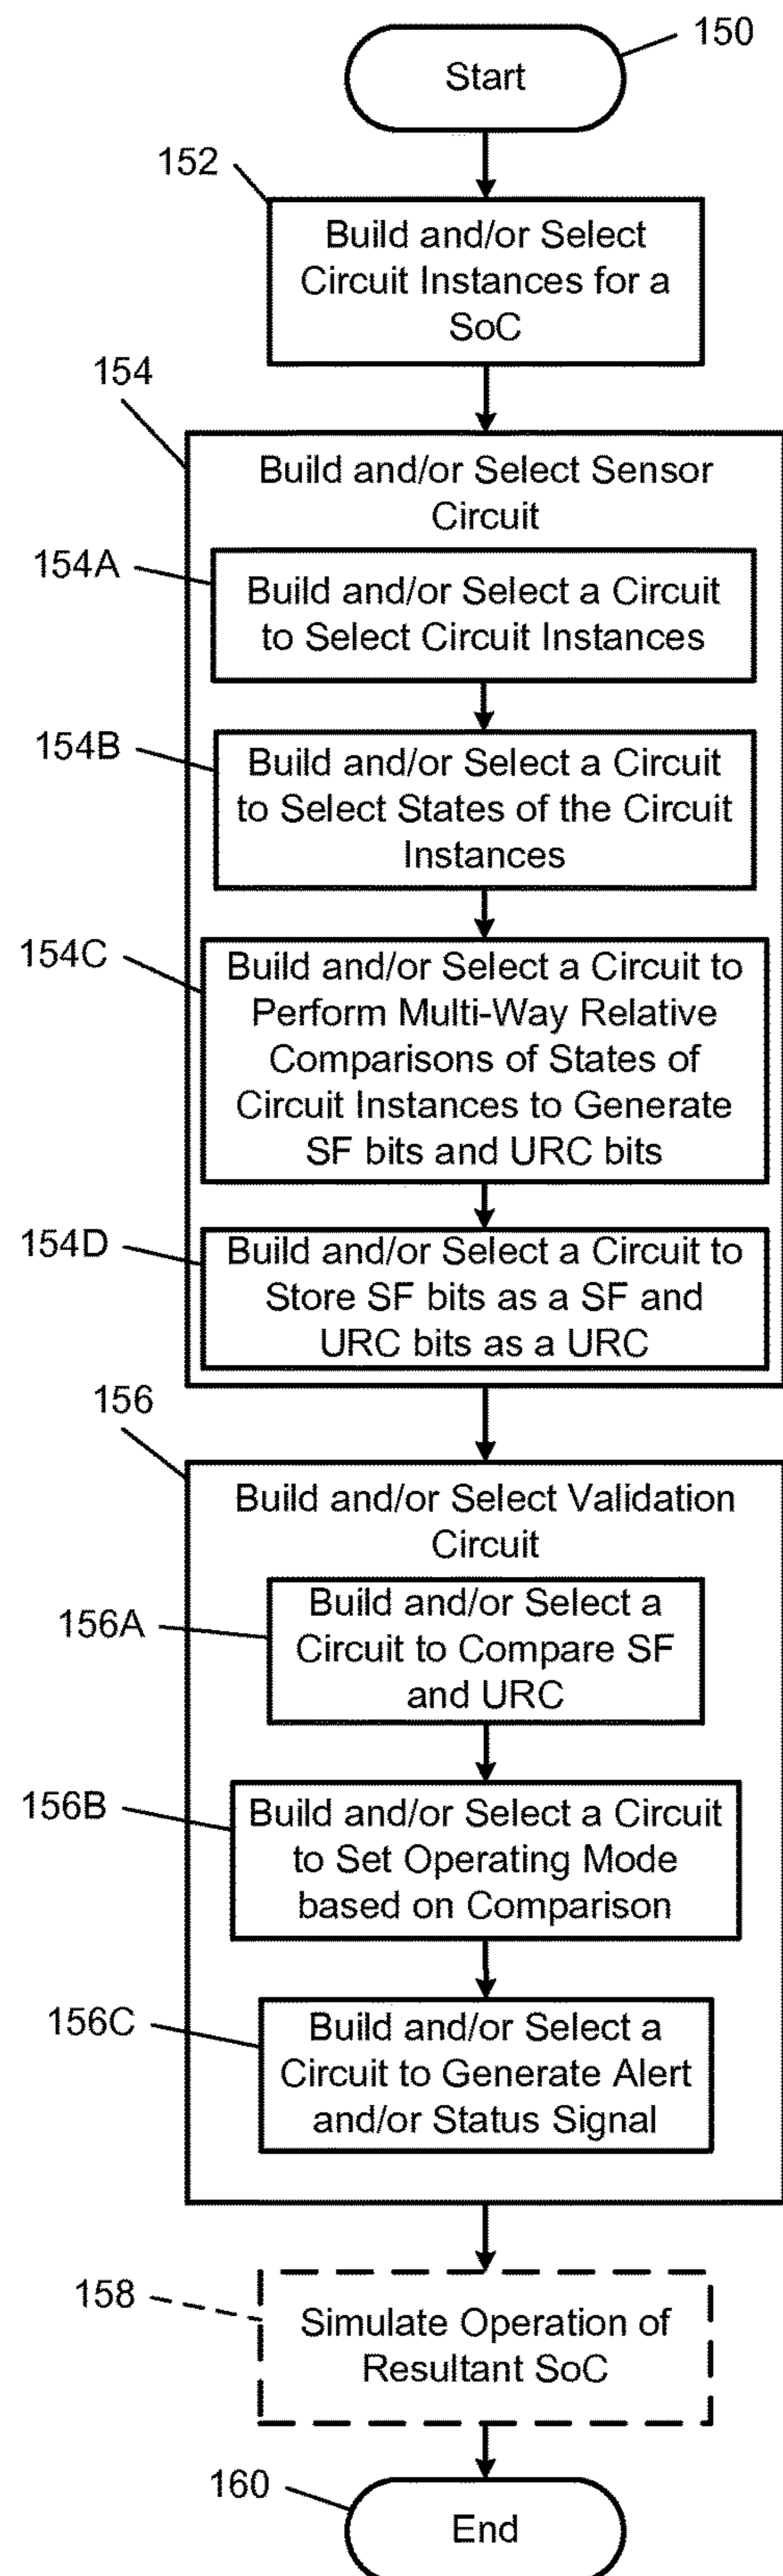 150
Start
152
Build and/or Select
Circuit Instances for a
SoC
154
Build and/or Select Sensor
Circuit
154A
Build and/or Select a Circuit
to Select Circuit Instances
154B
Build and/or Select a Circuit
to Select States of the Circuit
Instances
154C
Build and/or Select a Circuit to
Perform Multi-Way Relative
Comparisons of States of
Circuit Instances to Generate
SF bits and URC bits
154D
Build and/or Select a Circuit to
Store SF bits as a SF and
URC bits as a URC
156
Build and/or Select Validation
Circuit
156A
Build and/or Select a
Circuit to Compare SF
and URC
156B
Build and/or Select a Circuit
to Set Operating Mode
based on Comparison
156C
Build and/or Select a
Circuit to Generate Alert
and/or Status Signal
158
Simulate Operation of
Resultant SoC
160
End